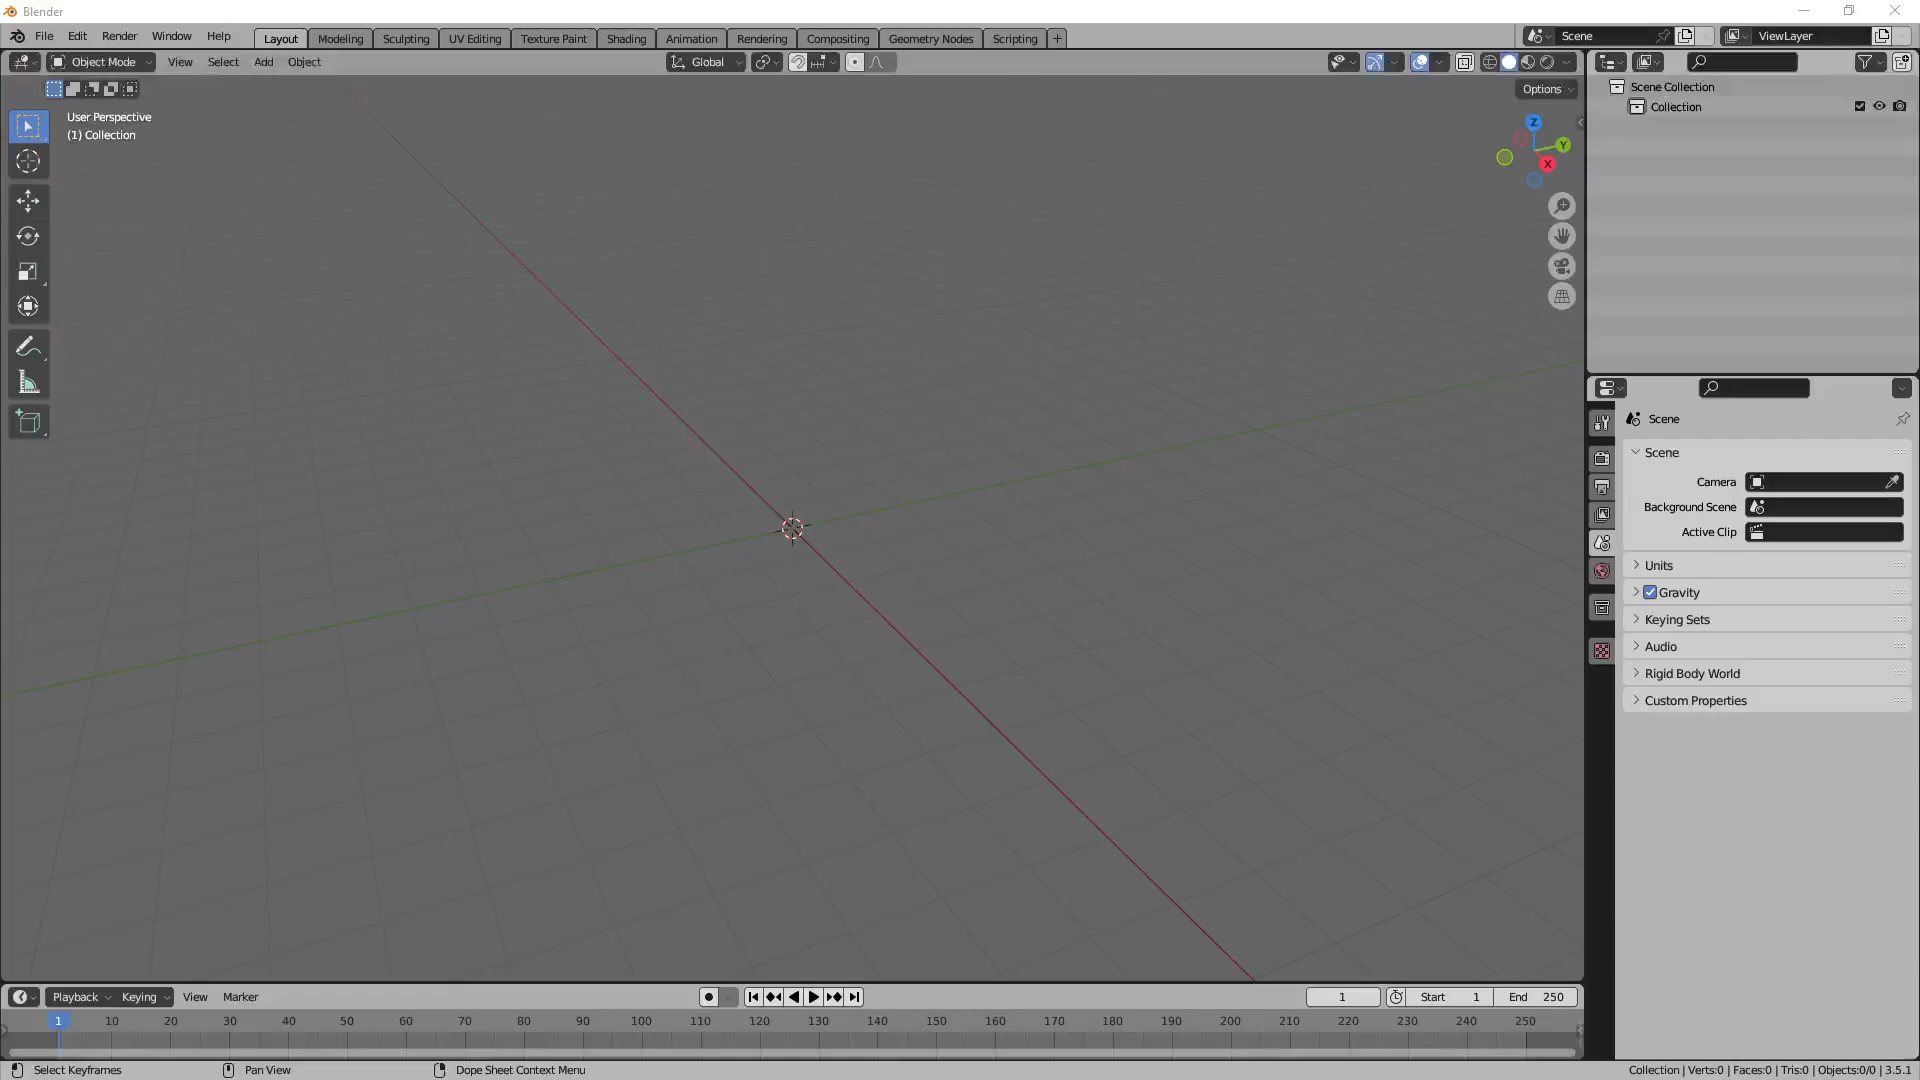 Blender
File Edit Render Window Help Layout Modeling Sculpting UV Editing Texture Paint Shading Animation Rendering Compositing Geometry Nodes Scripting + Scene ViewLayer
Object Mode View Select Add Object Global
Options
User Perspective
(1) Collection
Z
Y
X
Scene Collection
Collection
Scene
Scene
Camera
Background Scene
Active Clip
Units
Gravity
Keying Sets
Audio
Rigid Body World
Custom Properties
Playback Keying View Marker 1 Start 1 End 250
1 10 20 30 40 50 60 70 80 90 100 110 120 130 140 150 160 170 180 190 200 210 220 230 240 250
Select Keyframes Pan View Dope Sheet Context Menu Collection | Verts:0 | Faces:0 | Tris:0 | Objects:0/0 | 3.5.1